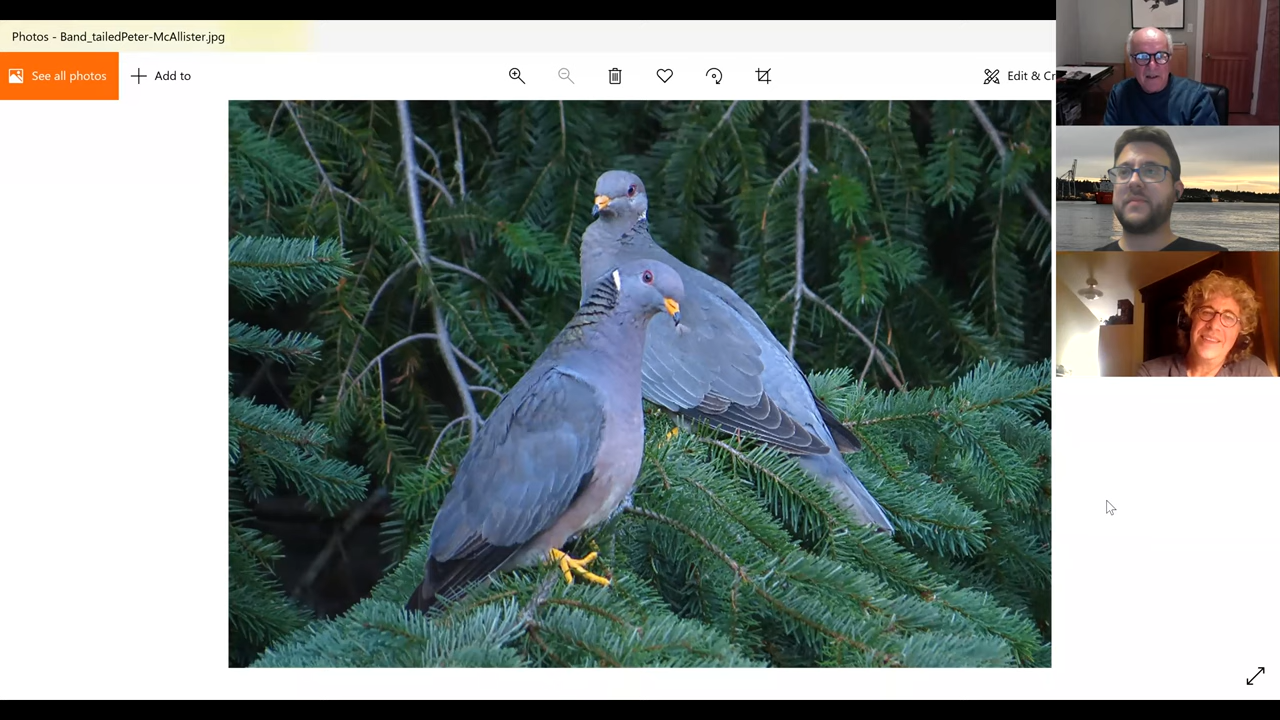 Photos - Band_tailedPeter-McAllister.jpg
See all photos
Add to
Edit & Cr